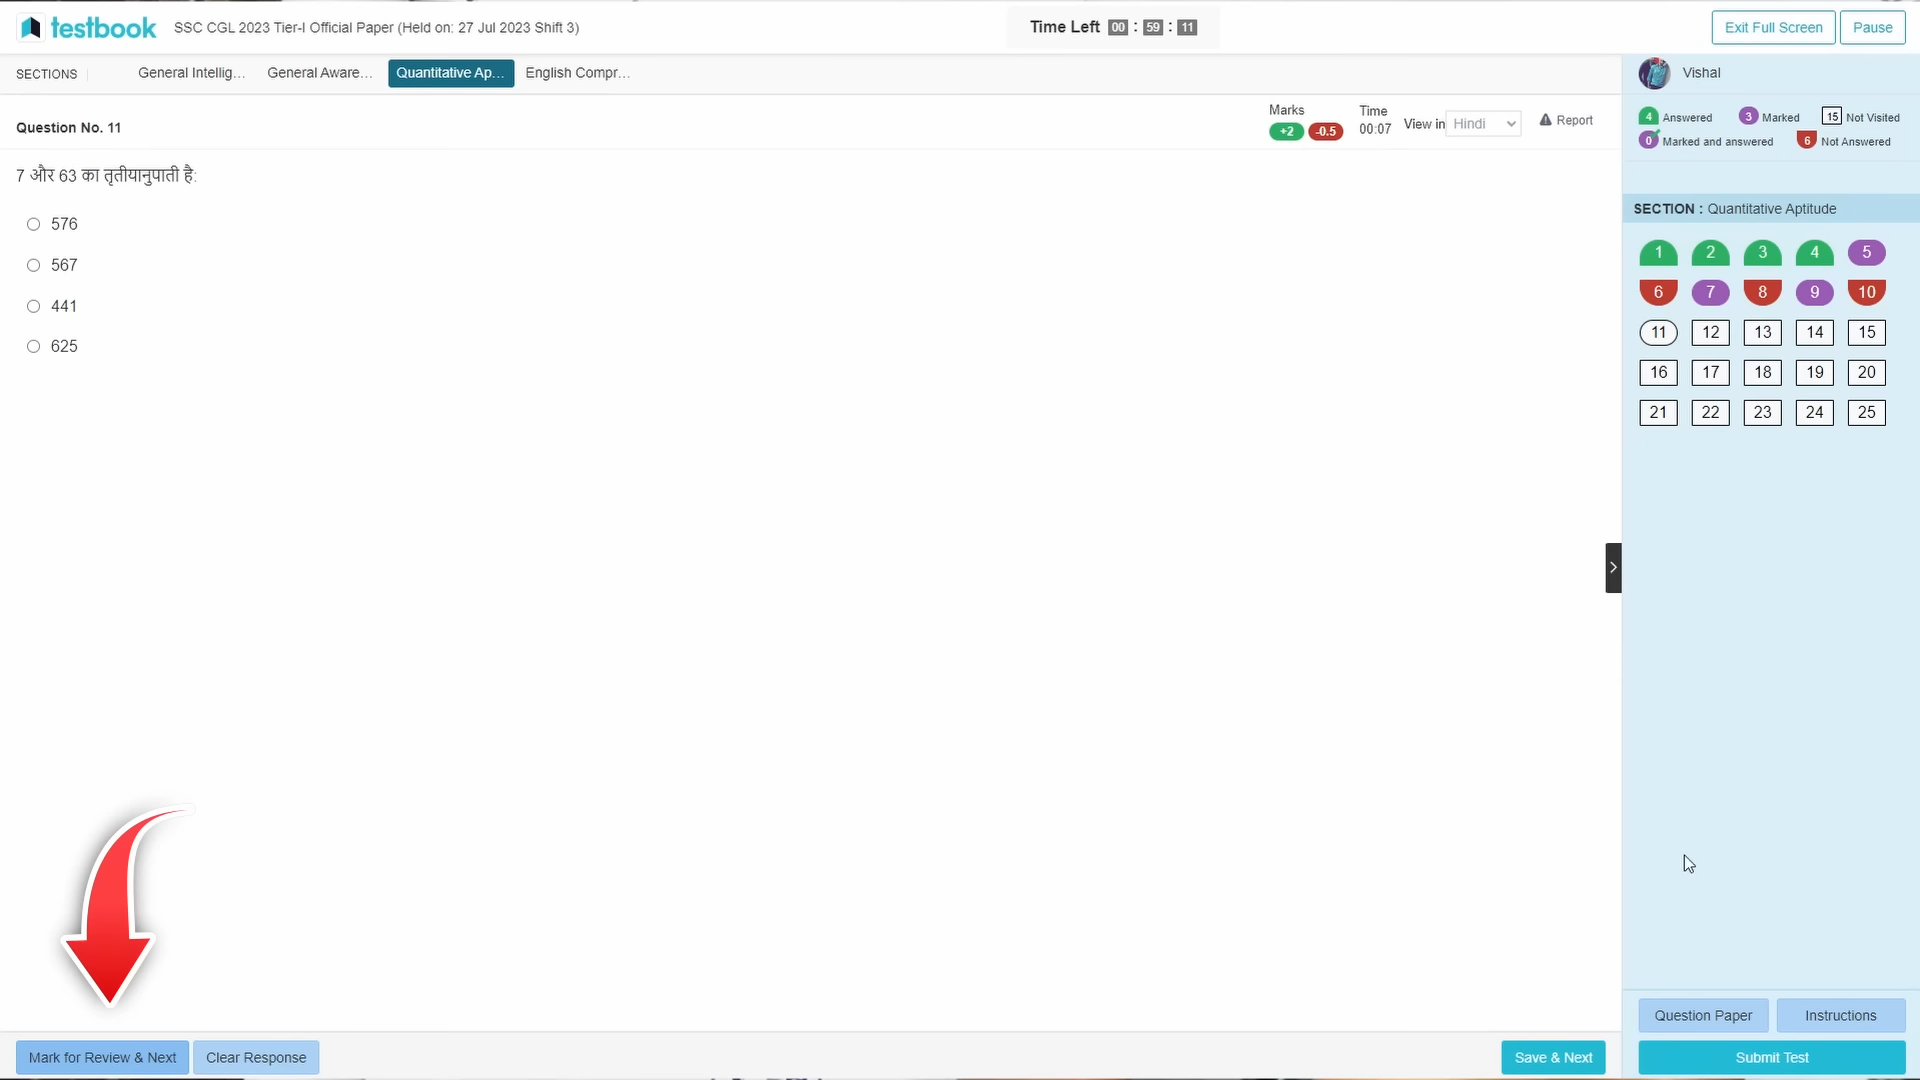 testbook SSC CGL 2023 Tier-I Official Paper (Held on: 27 Jul 2023 Shift 3) Time Left 00 : 59 : 11 Exit Full Screen Pause
SECTIONS General Intellig... General Aware... Quantitative Ap... English Compr... Vishal
Question No. 11
Marks Time
+2 -0.5 00:07 View in Hindi Report
4 Answered 3 Marked 15 Not Visited
0 Marked and answered 6 Not Answered
7 और 63 का तृतीयानुपाती है:
576
567
441
625
SECTION : Quantitative Aptitude
1 2 3 4 5
6 7 8 9 10
11 12 13 14 15
16 17 18 19 20
21 22 23 24 25
Question Paper Instructions
Mark for Review & Next Clear Response Save & Next Submit Test